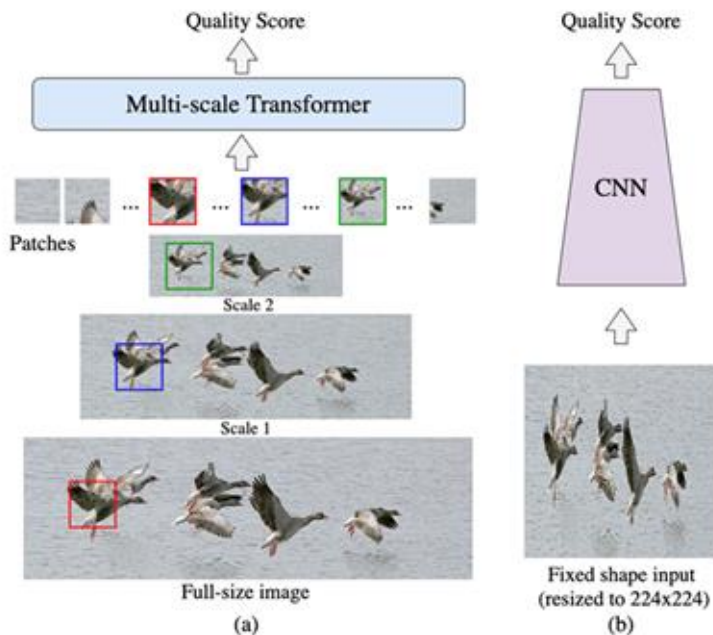 Quality Score
Multi-scale Transformer
...
...
...
...
Patches
Scale 2
Scale 1
Full-size image
(a)
Quality Score
CNN
Fixed shape input
(resized to 224x224)
(b)